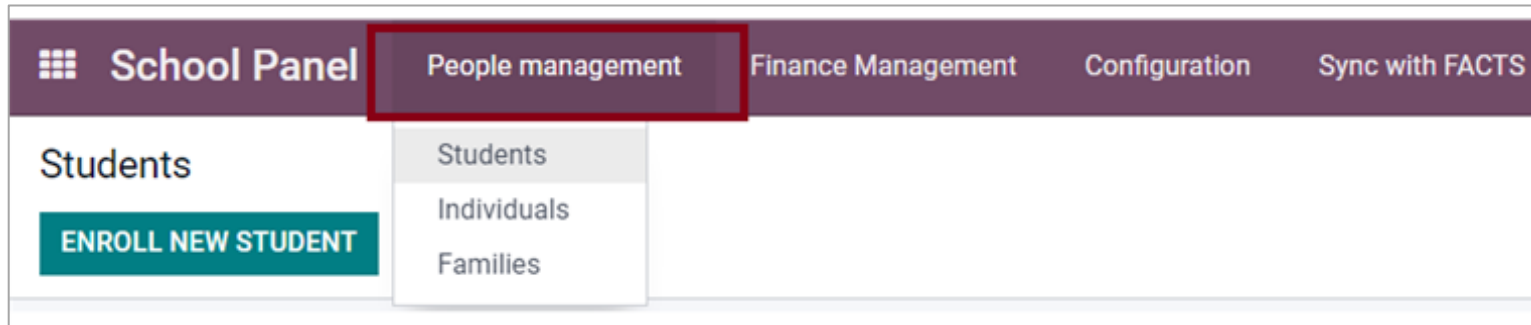 School Panel People management Finance Management Configuration Sync with FACTS
Students
ENROLL NEW STUDENT
Students
Individuals
Families